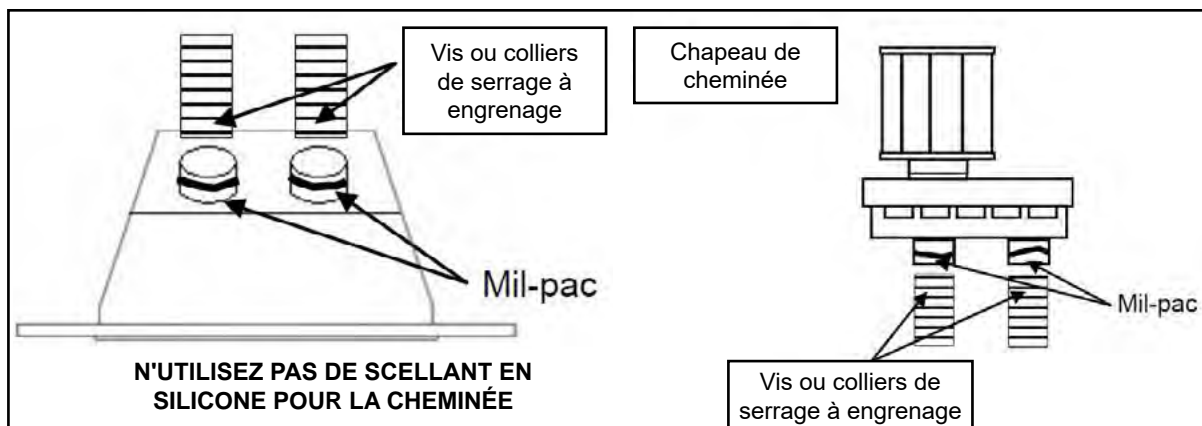 Vis ou colliers
de serrage à
engrenage
Mil-pac
N'UTILISEZ PAS DE SCELLANT EN
SILICONE POUR LA CHEMINÉE
Chapeau de
cheminée
Mil-pac
Vis ou colliers de
serrage à engrenage